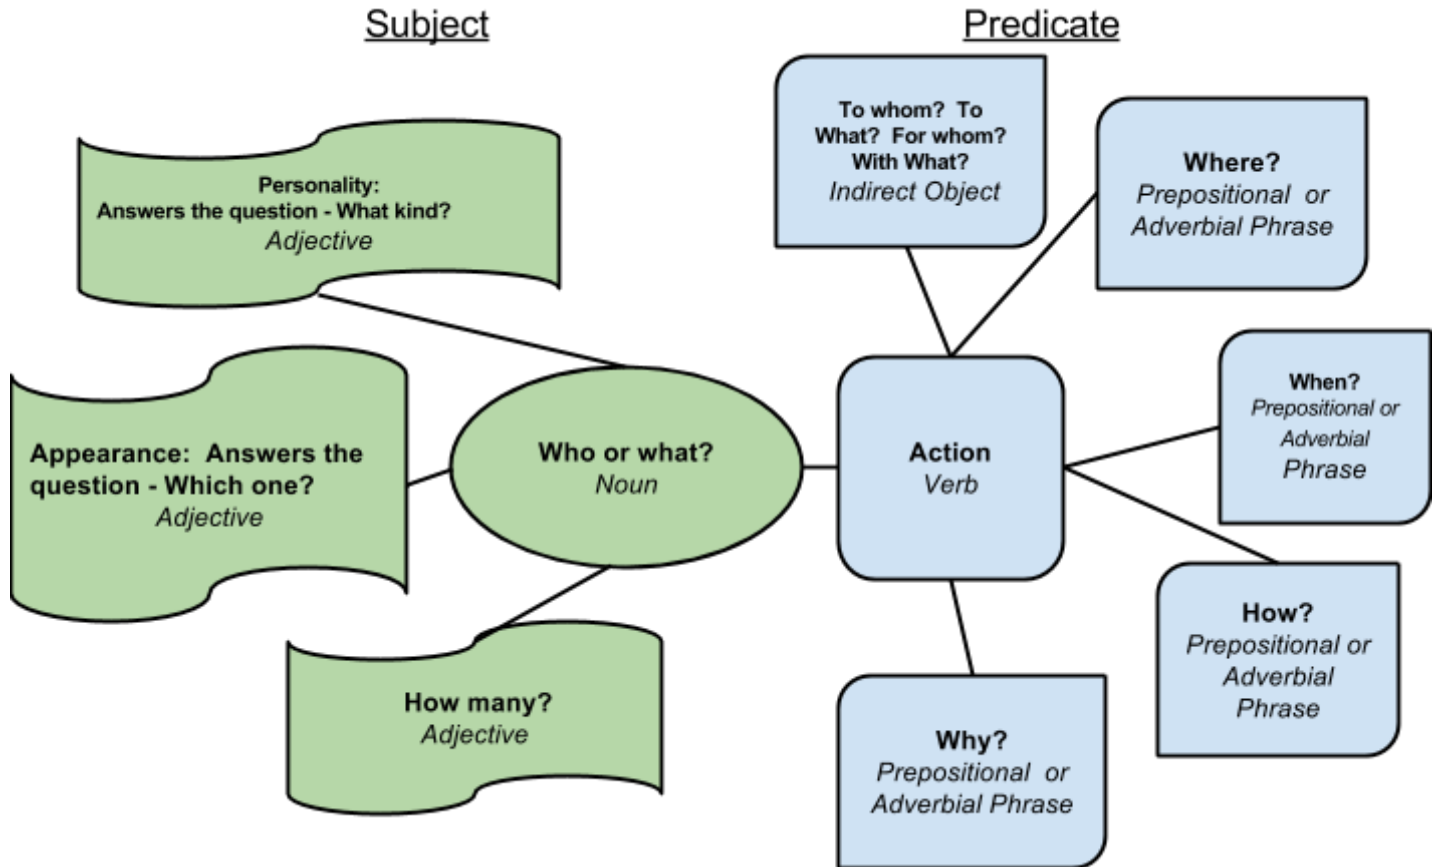 Subject
Predicate
Personality:
Answers the question - What kind?
Adjective
Appearance:  Answers the
question - Which one?
Adjective
Who or what?
Noun
How many?
Adjective
To whom?  To
What?  For whom?
With What?
Indirect Object
Where?
Prepositional  or
Adverbial Phrase
Action
Verb
When?
Prepositional or
Adverbial
Phrase
How?
Prepositional or
Adverbial
Phrase
Why?
Prepositional  or
Adverbial Phrase